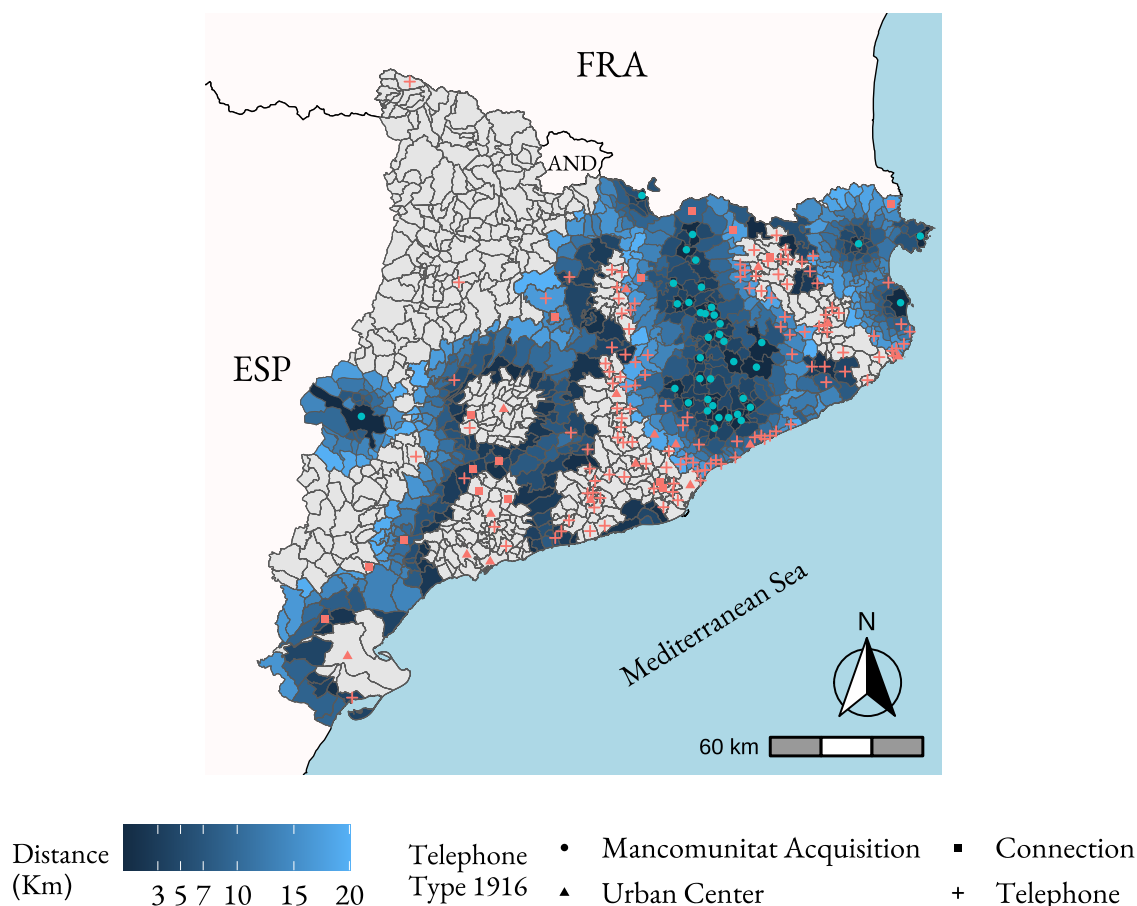 FRA
AND
ESP
Mediterranean Sea
N
60 km
Distance
(Km)
3 5 7 10 15 20
Telephone
Type 1916
Mancomunitat Acquisition
Connection
Urban Center
Telephone